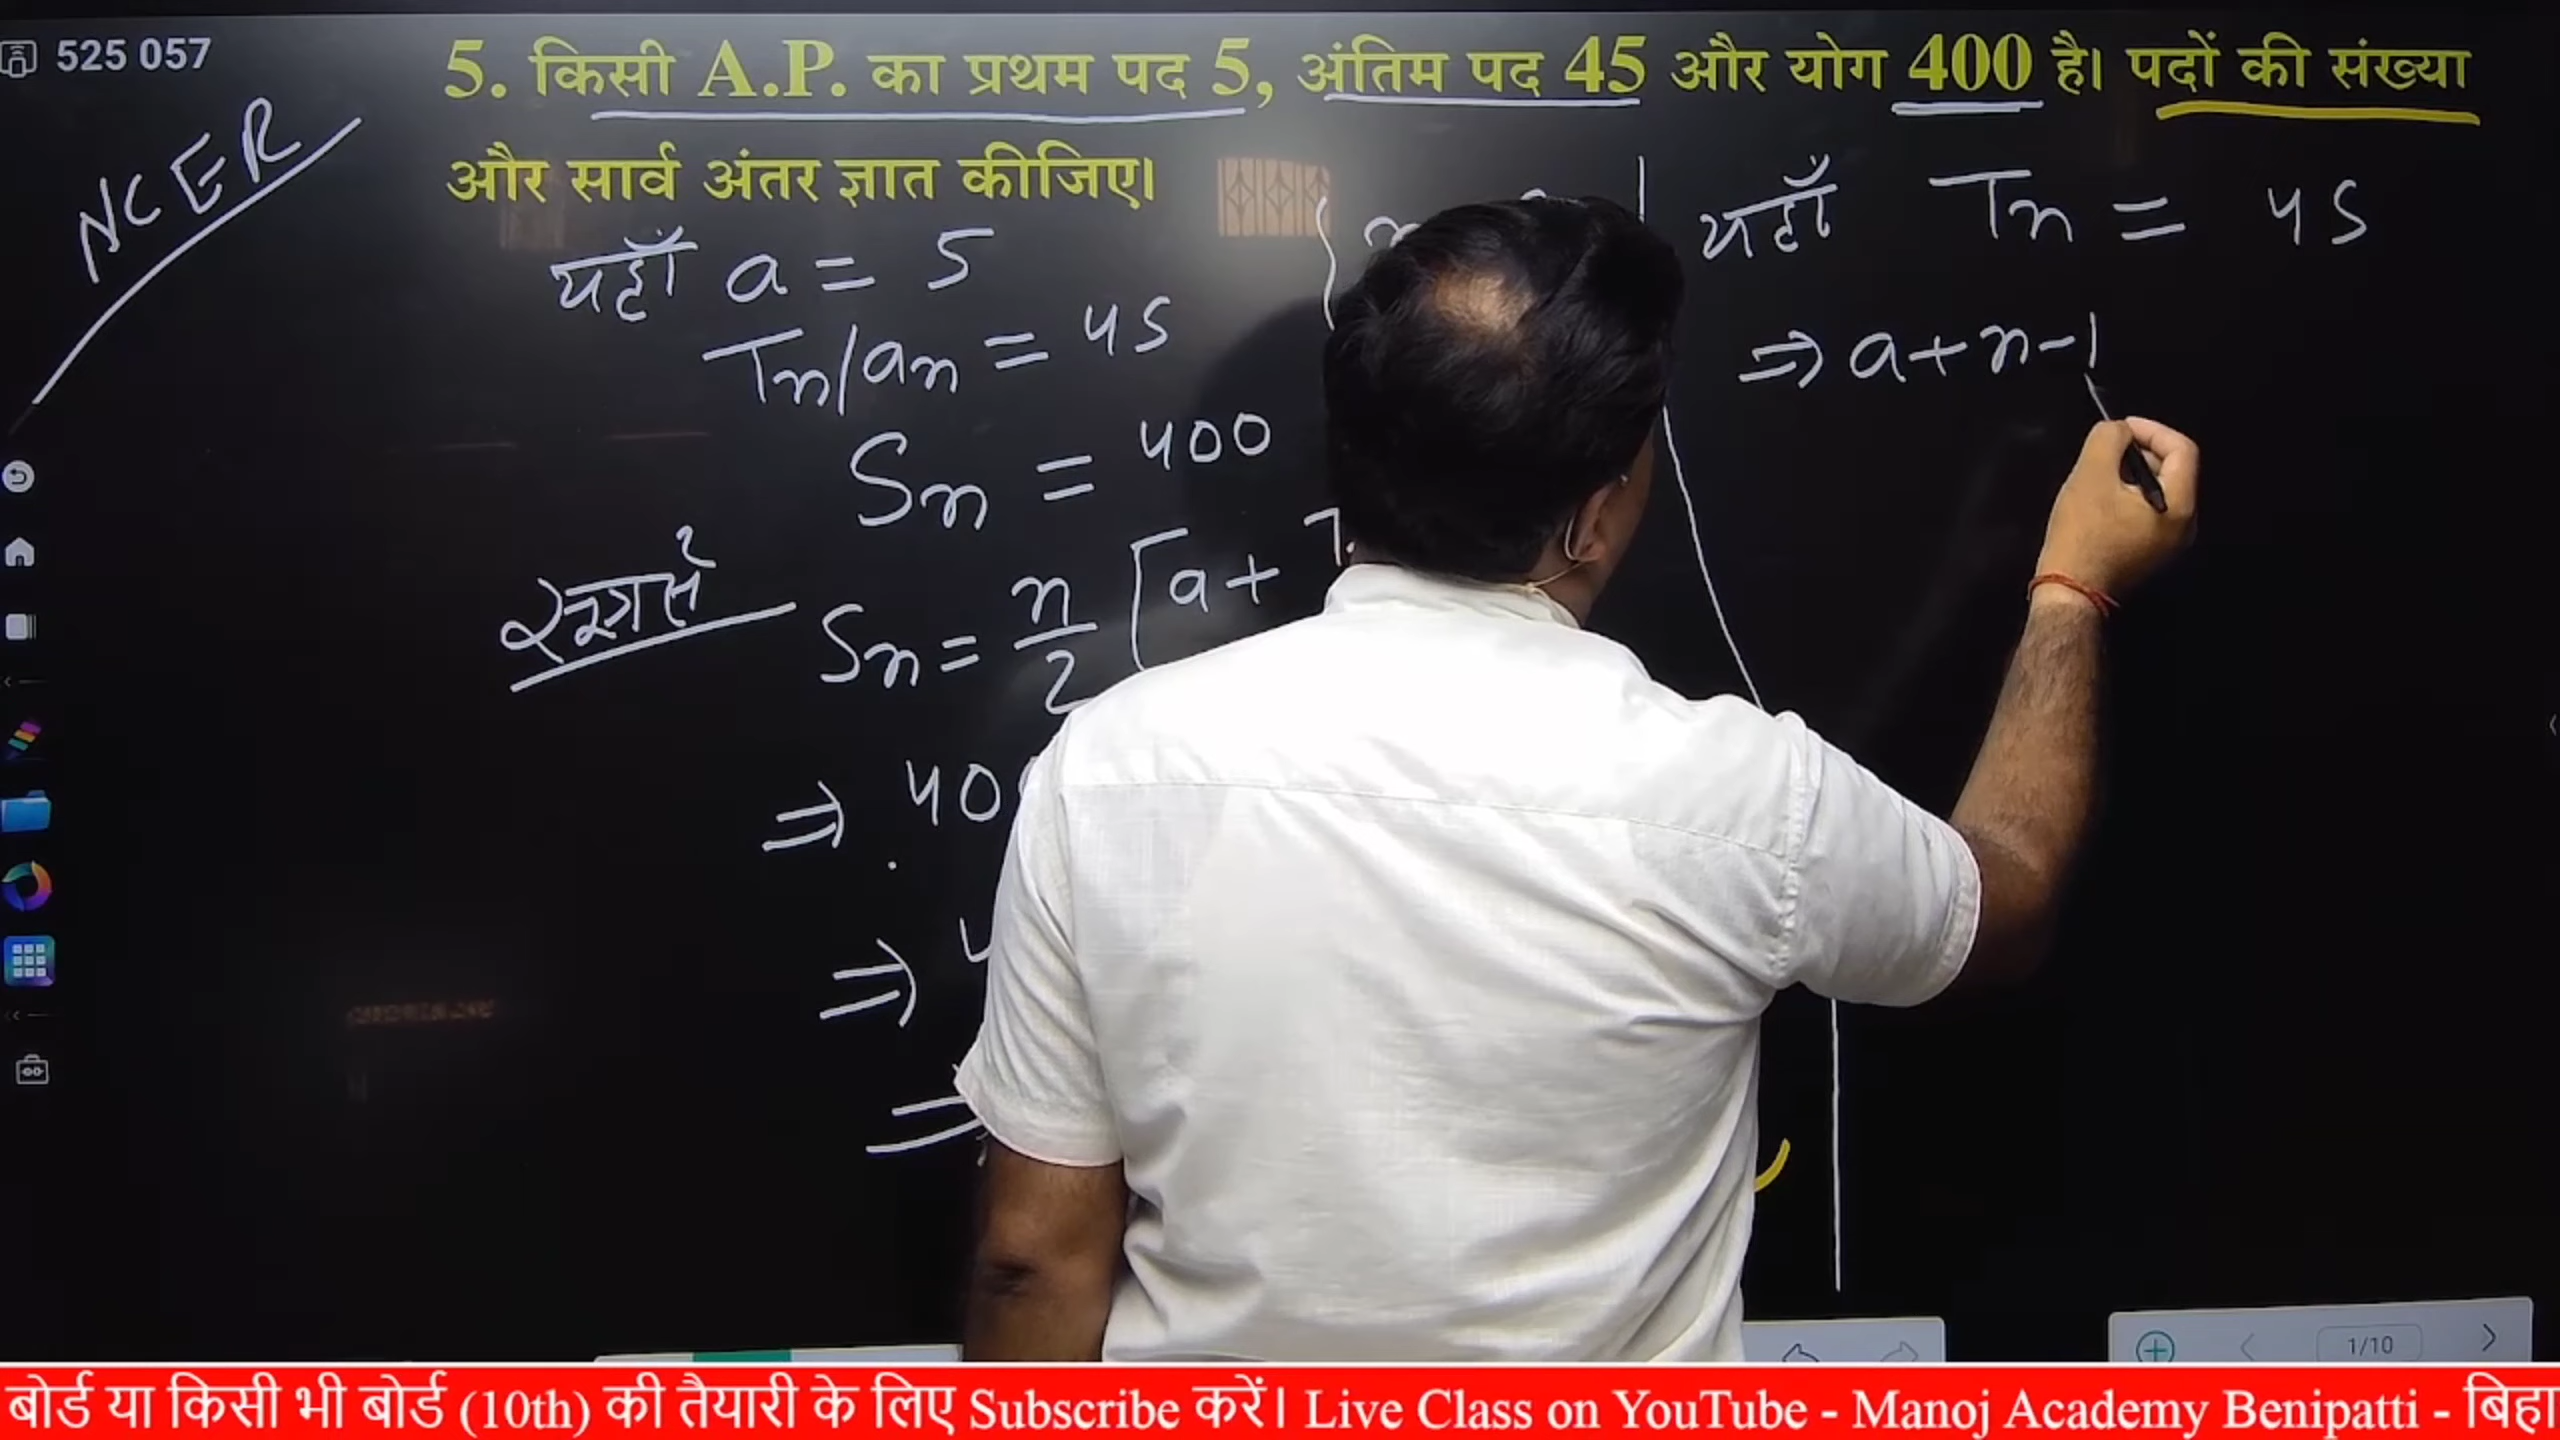 525 057
5. किसी A.P. का प्रथम पद 5, अंतिम पद 45 और योग 400 है। पदों की संख्या
और सार्व अंतर ज्ञात कीजिए।
NCER
यहाँ a = 5
Tn/an = 45
Sn = 400
सूत्र से
Sn = n/2 [a +
⇒ 40
⇒ 4
यहाँ Tn = 45
⇒ a + n - 1
1/10
बोर्ड या किसी भी बोर्ड (10th) की तैयारी के लिए Subscribe करें। Live Class on YouTube - Manoj Academy Benipatti - बिहा